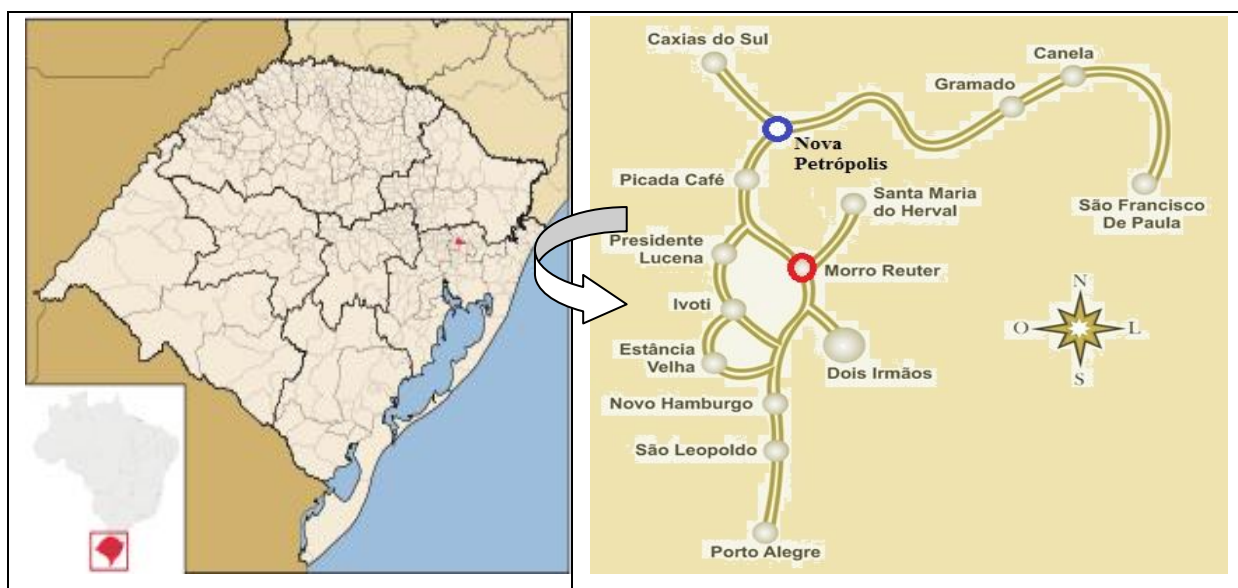 Caxias do Sul
Canela
Gramado
Nova
Petrópolis
Picada Café
Santa Maria
do Herval
São Francisco
De Paula
Presidente
Lucena
Morro Reuter
Ivoti
N
O
L
S
Estância
Velha
Dois Irmãos
Novo Hamburgo
São Leopoldo
Porto Alegre